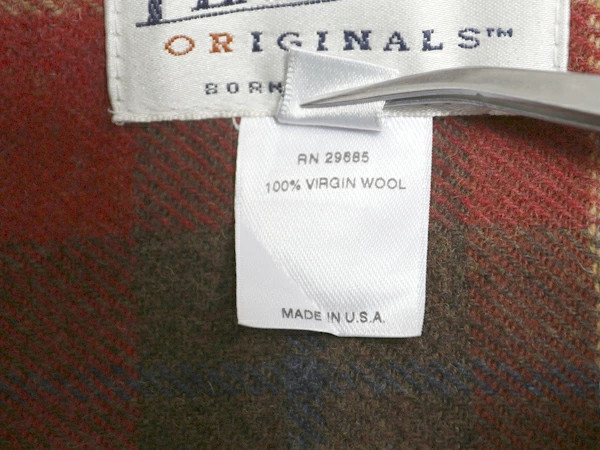 ORIGINALS™
BORN
RN 29685
100% VIRGIN WOOL
MADE IN U.S.A.